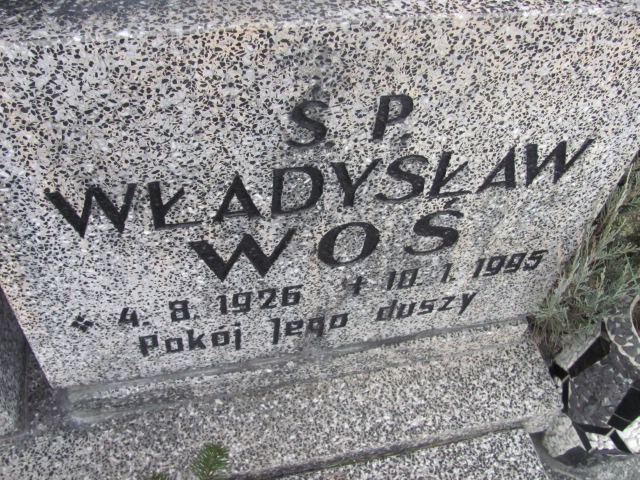 Ś. P.
WŁADYSŁAW
WOŚ
* 4. 8. 1926 + 10. 1. 1995
Pokój Jego duszy